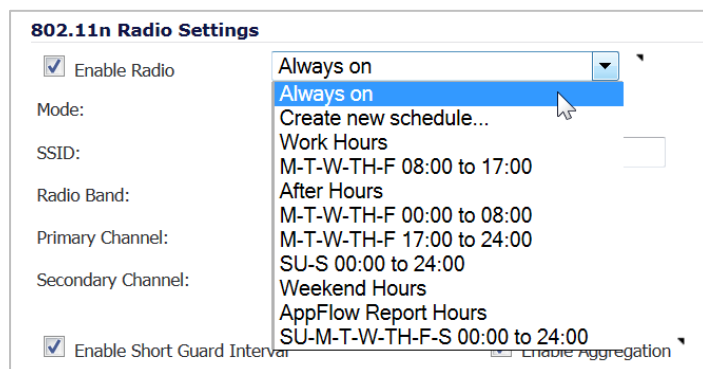 802.11n Radio Settings
Enable Radio
Always on
Always on
Mode:
Create new schedule...
Work Hours
SSID:
M-T-W-TH-F 08:00 to 17:00
Radio Band:
After Hours
M-T-W-TH-F 00:00 to 08:00
Primary Channel:
M-T-W-TH-F 17:00 to 24:00
SU-S 00:00 to 24:00
Secondary Channel:
Weekend Hours
AppFlow Report Hours
SU-M-T-W-TH-F-S 00:00 to 24:00
Enable Short Guard Interval
Enable Aggregation